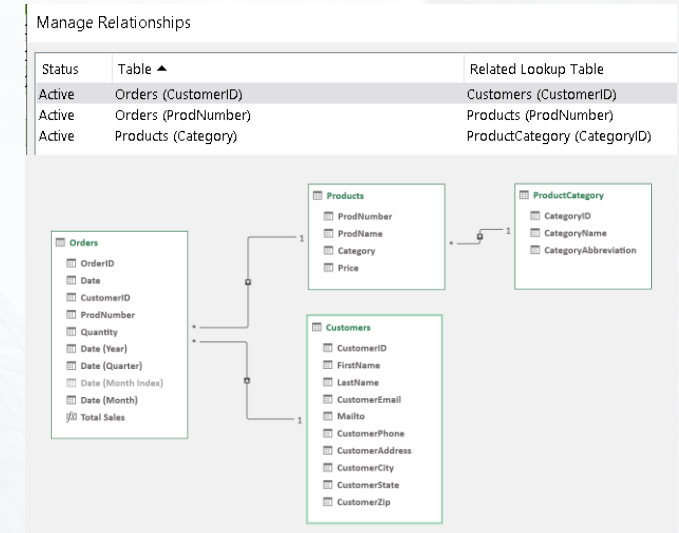 Manage Relationships
Status Table Related Lookup Table
Active Orders (CustomerID) Customers (CustomerID)
Active Orders (ProdNumber) Products (ProdNumber)
Active Products (Category) ProductCategory (CategoryID)
Orders
OrderID
Date
CustomerID
ProdNumber
Quantity
Date (Year)
Date (Quarter)
Date (Month Index)
Date (Month)
Total Sales
*
*
1
1
Products
ProdNumber
ProdName
Category
Price
*
1
ProductCategory
CategoryID
CategoryName
CategoryAbbreviation
Customers
CustomerID
FirstName
LastName
CustomerEmail
Mailto
CustomerPhone
CustomerAddress
CustomerCity
CustomerState
CustomerZip